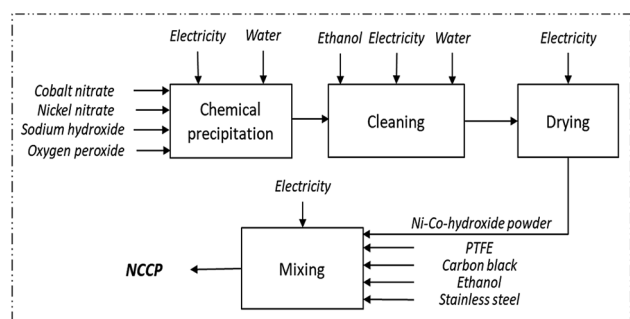 Electricity Water Ethanol Electricity Water Electricity
Cobalt nitrate
Nickel nitrate
Sodium hydroxide
Oxygen peroxide
Chemical
precipitation
Cleaning
Drying
Electricity
Ni-Co-hydroxide powder
PTFE
Carbon black
Ethanol
Stainless steel
Mixing
NCCP